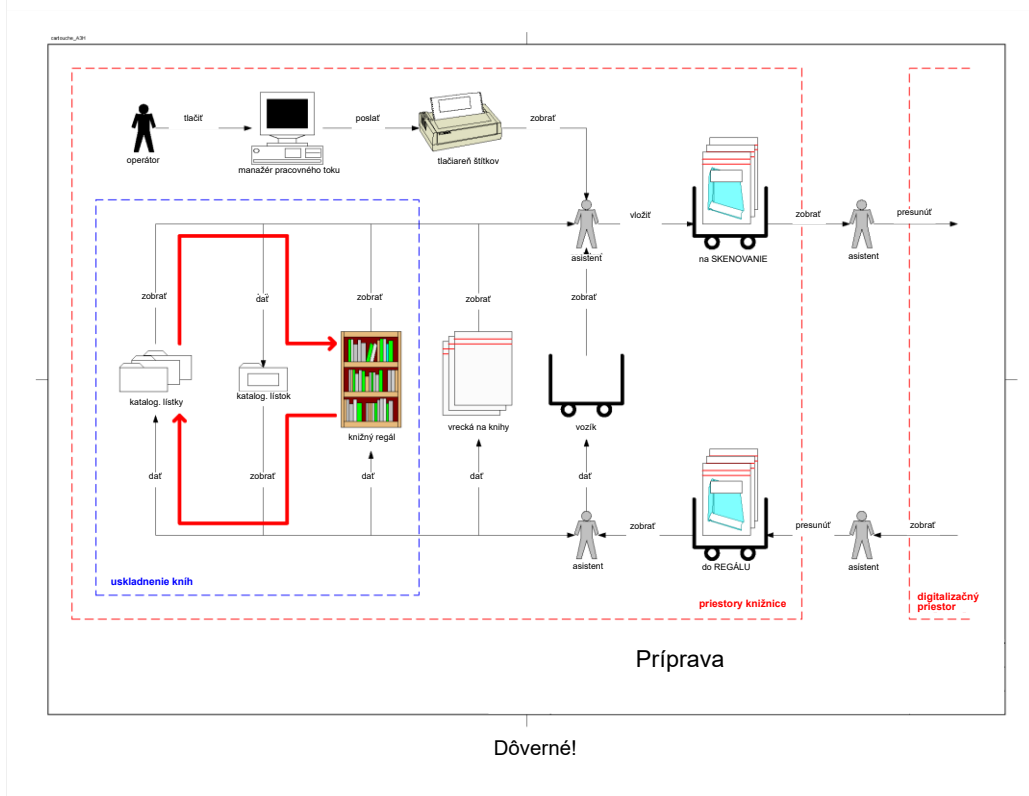 cartouche_A3H
tlačiť
poslať
zobrať
operátor
manažér pracovného toku
tlačiareň štítkov
vložiť
zobrať
presunúť
asistent
na SKENOVANIE
asistent
zobrať
dať
zobrať
zobrať
zobrať
katalog. lístky
katalog. lístok
knižný regál
vrecká na knihy
vozík
dať
zobrať
dať
dať
dať
zobrať
presunúť
zobrať
asistent
do REGÁLU
asistent
uskladnenie kníh
priestory knižnice
digitalizačný
priestor
Príprava
Dôverné!